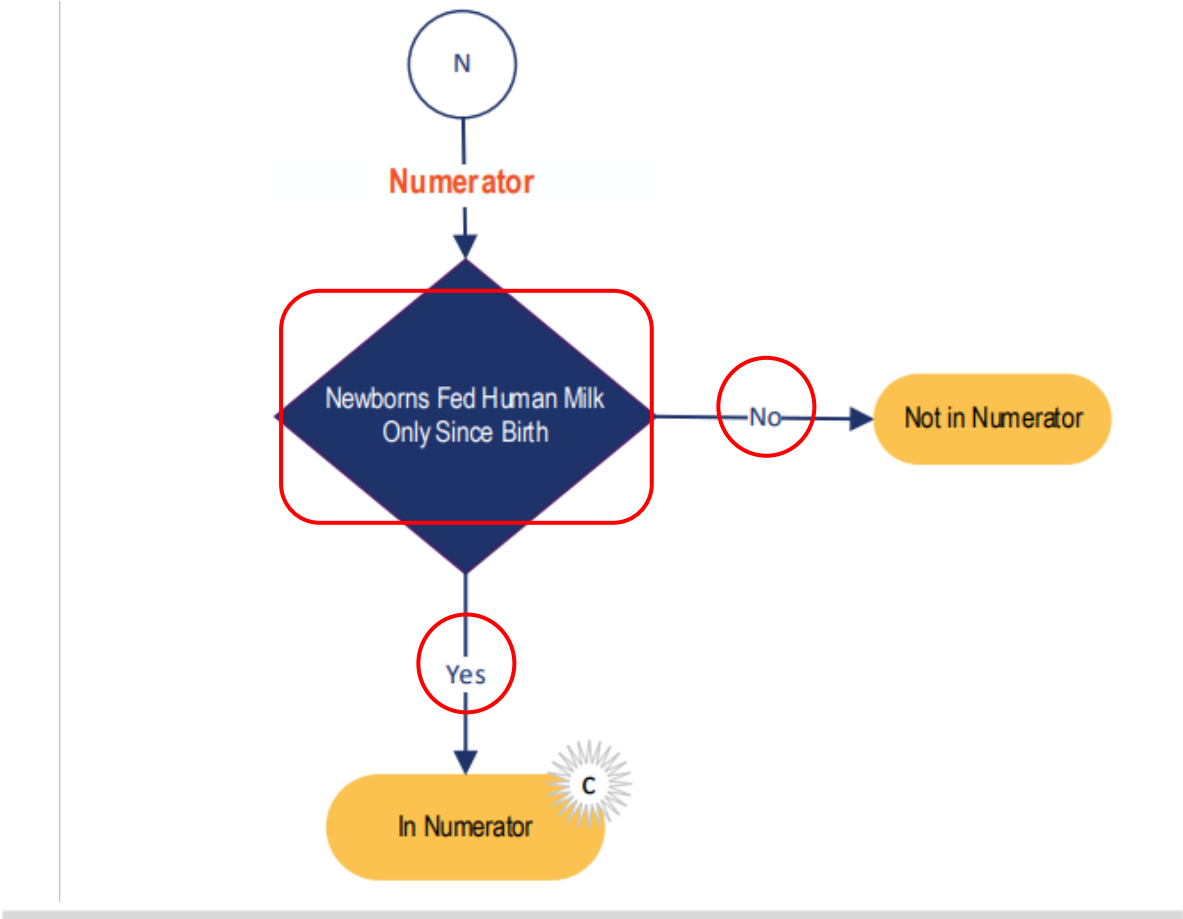 N
Numerator
Newborns Fed Human Milk
Only Since Birth
No
Not in Numerator
Yes
C
In Numerator